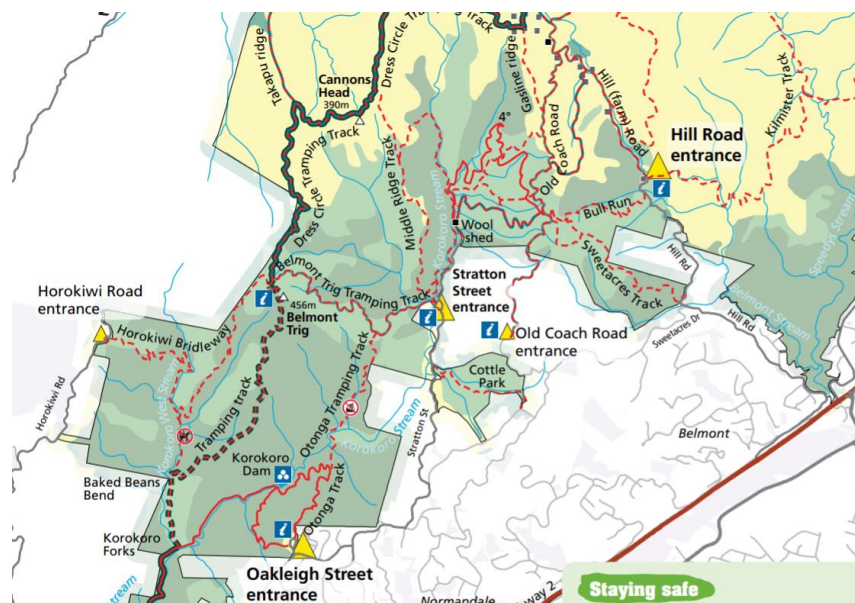 Takapu ridge
Dress Circle Tramping Track
Cannons
Head
390m
Dress Circle Tramping Track
Middle Ridge Track
Korokoro Stream
Gasline ridge
4°
Old Coach Road
Hill (farm) Road
Kilmister Track
Hill Road
entrance
i
Bull Run
Wool
shed
Sweetacres Track
Hill Rd
Speedys Stream
Belmont Stream
Belmont Trig Tramping Track
Stratton
Street
entrance
i
i
456m
Belmont
Trig
Horokiwi Road
entrance
Horokiwi Bridleway
i
Old Coach Road
entrance
Sweetacres Dr
Hill Rd
Cottle
Park
Horokiwi Rd
Korokoro West Stream
Tramping track
Otonga Tramping Track
Korokoro Stream
Stratton St
Belmont
Baked Beans
Bend
Korokoro
Dam
Otonga Track
Korokoro
Forks
i
Oakleigh Street
entrance
Stream
Normandale
way 2
Staying safe